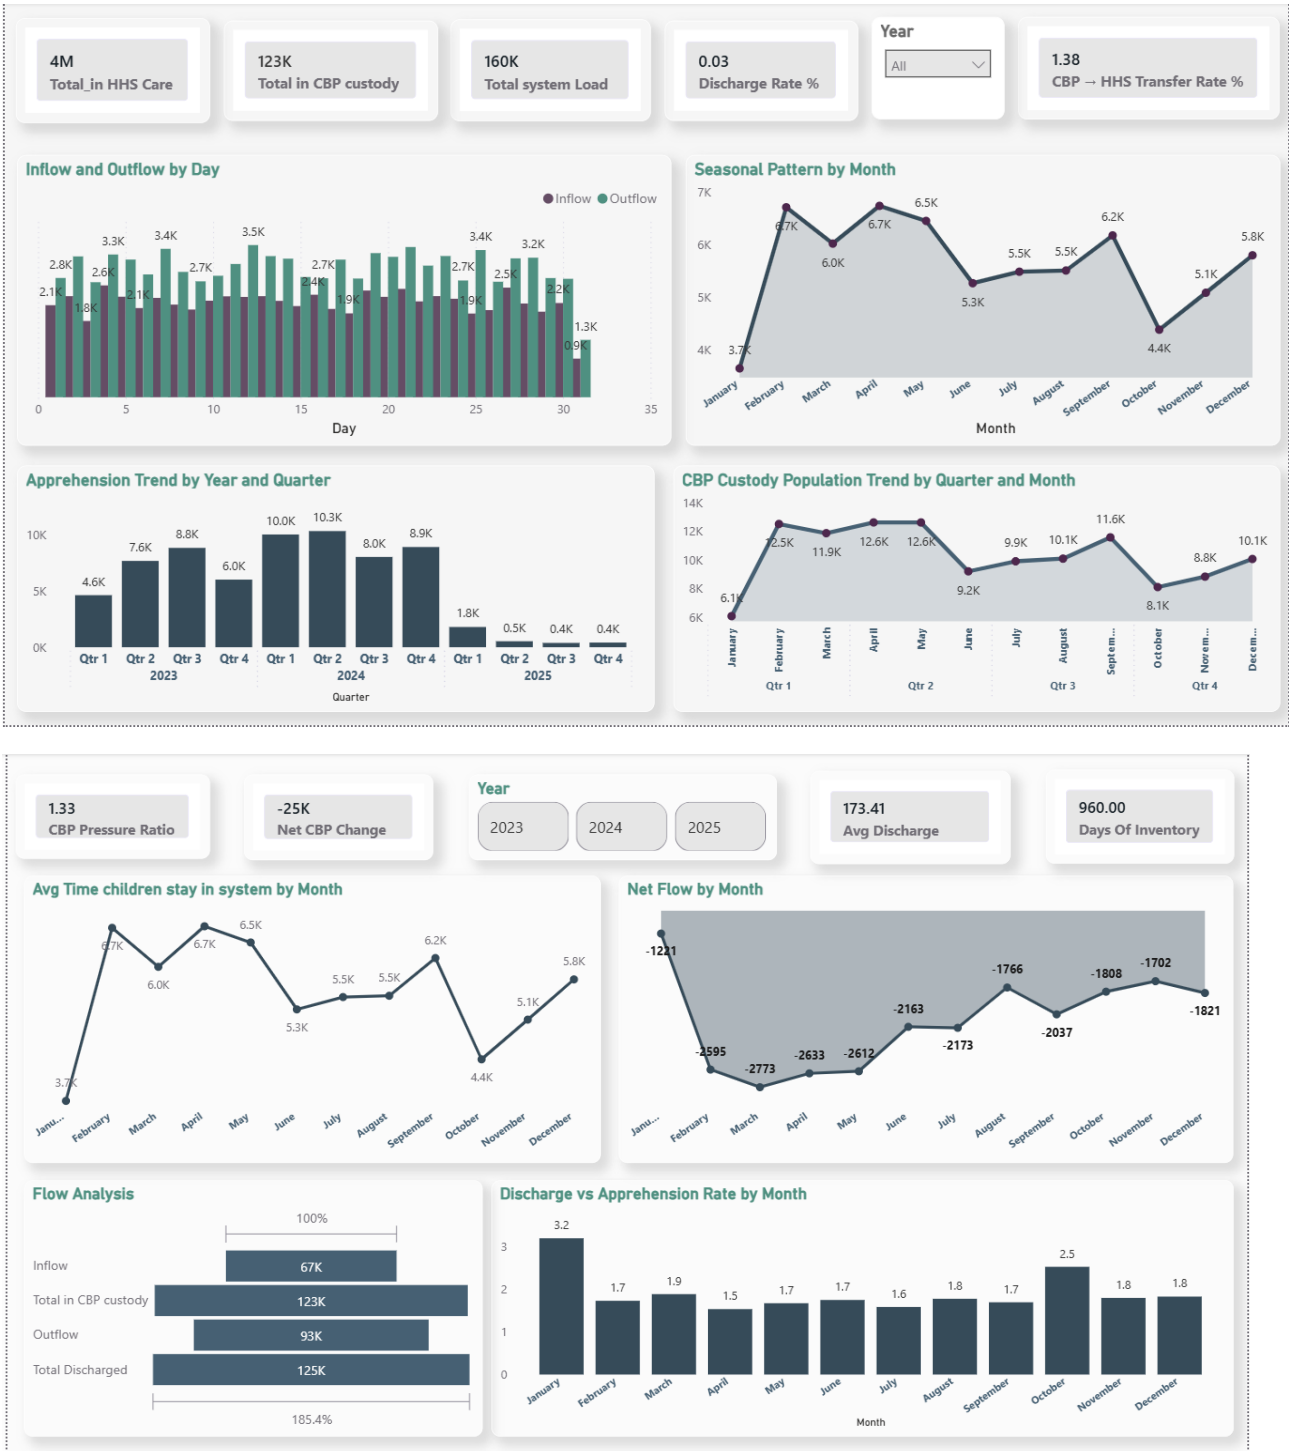 4M
Total_in HHS Care
123K
Total in CBP custody
160K
Total system Load
0.03
Discharge Rate %
Year
All
1.38
CBP → HHS Transfer Rate %
Inflow and Outflow by Day
Inflow Outflow
3.5K
3.3K 3.4K 3.4K 3.2K
2.8K 2.6K 2.7K 2.7K 2.7K 2.5K
2.1K 1.8K 2.1K 2.4K 1.9K 1.9K 2.2K
1.3K
0.9K
0 5 10 15 20 25 30 35
Day
Seasonal Pattern by Month
7K
6K
5K
4K
3.7K 6.7K 6.0K 6.7K 6.5K 5.3K 5.5K 5.5K 6.2K 4.4K 5.1K 5.8K
January February March April May June July August September October November December
Month
Apprehension Trend by Year and Quarter
10K
5K
0K
4.6K 7.6K 8.8K 6.0K 10.0K 10.3K 8.0K 8.9K 1.8K 0.5K 0.4K 0.4K
Qtr 1 Qtr 2 Qtr 3 Qtr 4 Qtr 1 Qtr 2 Qtr 3 Qtr 4 Qtr 1 Qtr 2 Qtr 3 Qtr 4
2023 2024 2025
Quarter
CBP Custody Population Trend by Quarter and Month
14K
12K
10K
8K
6K
6.1K 12.5K 11.9K 12.6K 12.6K 9.2K 9.9K 10.1K 11.6K 8.1K 8.8K 10.1K
January February March April May June July August Septem... October Novem... Decem...
Qtr 1 Qtr 2 Qtr 3 Qtr 4
1.33
CBP Pressure Ratio
-25K
Net CBP Change
Year
2023 2024 2025
173.41
Avg Discharge
960.00
Days Of Inventory
Avg Time children stay in system by Month
3.7K 6.7K 6.0K 6.7K 6.5K 5.3K 5.5K 5.5K 6.2K 4.4K 5.1K 5.8K
Janu... February March April May June July August September October November December
Net Flow by Month
-1221 -2595 -2773 -2633 -2612 -2163 -2173 -1766 -2037 -1808 -1702 -1821
Janu... February March April May June July August September October November December
Flow Analysis
100%
Inflow 67K
Total in CBP custody 123K
Outflow 93K
Total Discharged 125K
185.4%
Discharge vs Apprehension Rate by Month
3
2
1
0
3.2 1.7 1.9 1.5 1.7 1.7 1.6 1.8 1.7 2.5 1.8 1.8
January February March April May June July August September October November December
Month